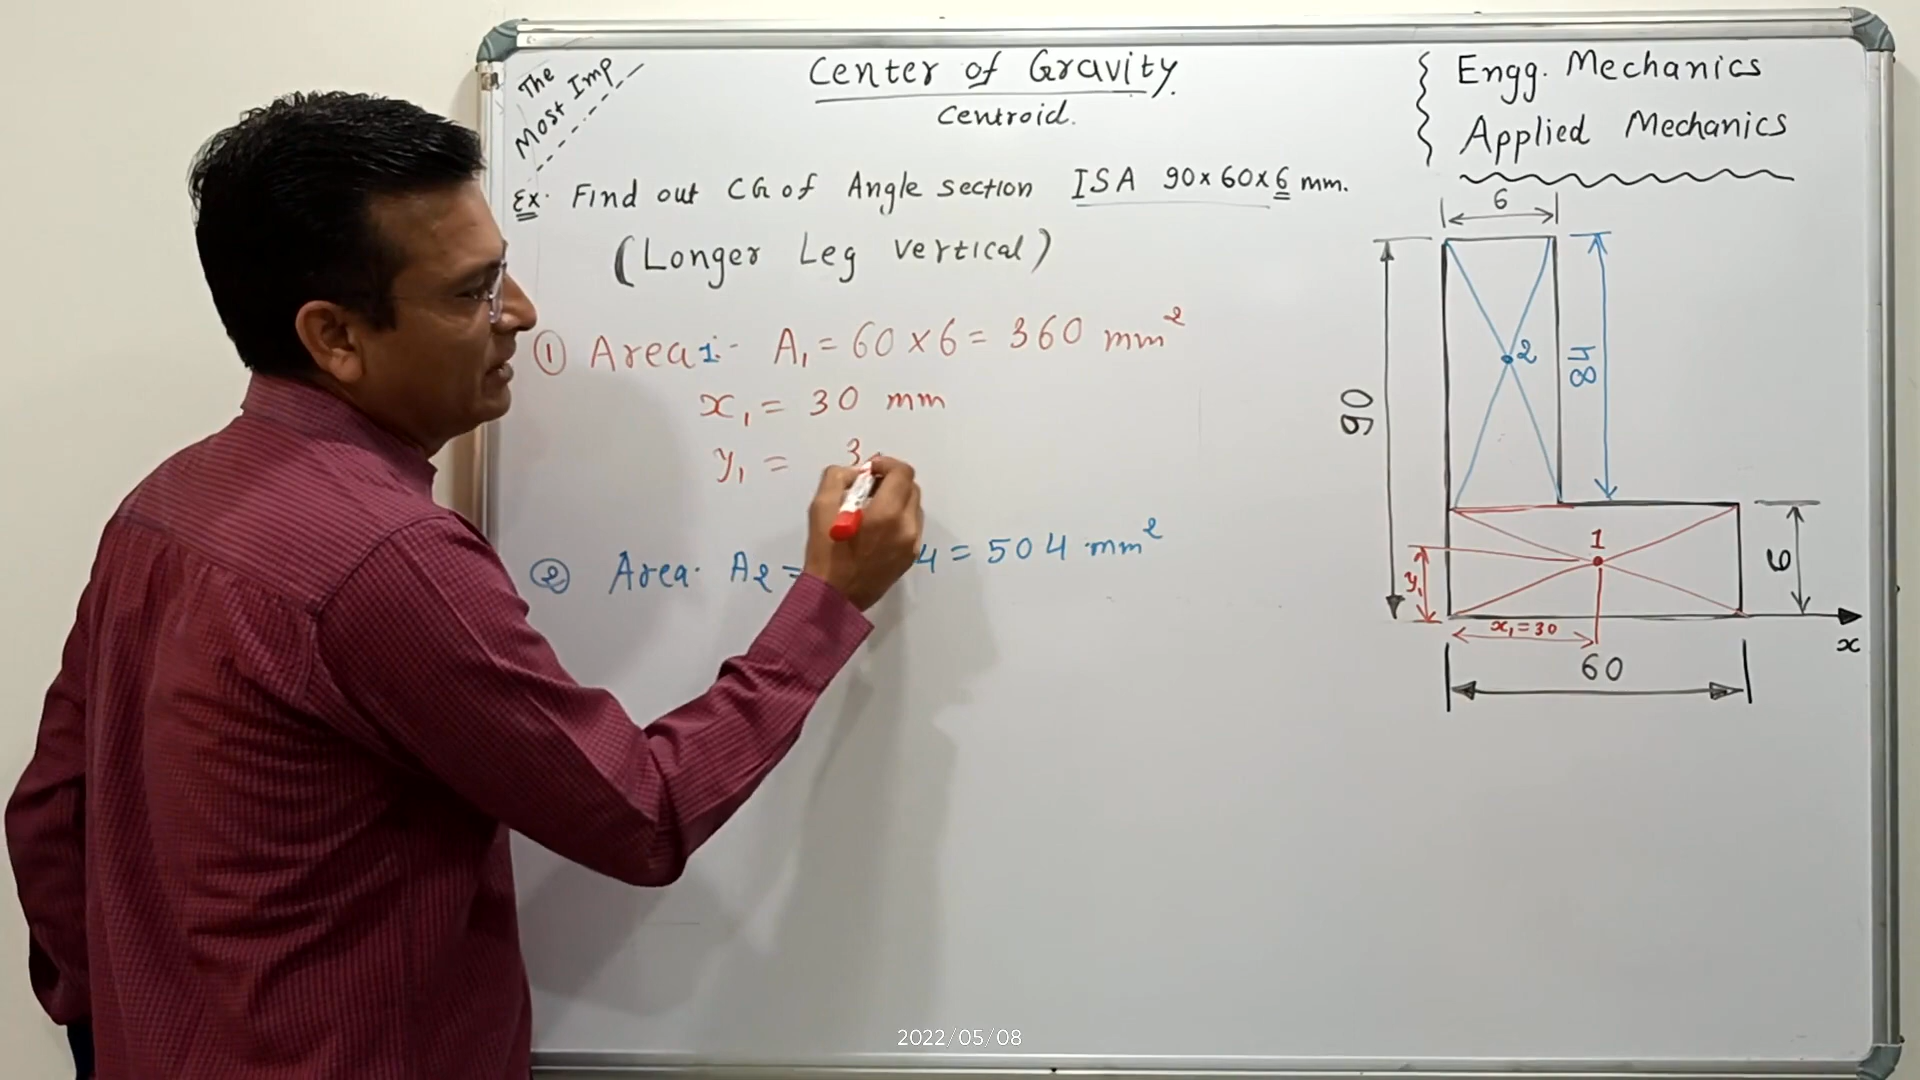 The
Most Imp
Center of Gravity.
Centroid.
Engg. Mechanics
Applied Mechanics
Ex. Find out CG of Angle section ISA 90x60x6 mm.
(Longer Leg vertical)
① Area 1:- A₁ = 60 x 6 = 360 mm²
x₁ = 30 mm
y₁ = 3
② Area. A₂ = 4 = 504 mm²
6
90
2
84
1
6
y₁
x₁ = 30
60
x
2022/05/08